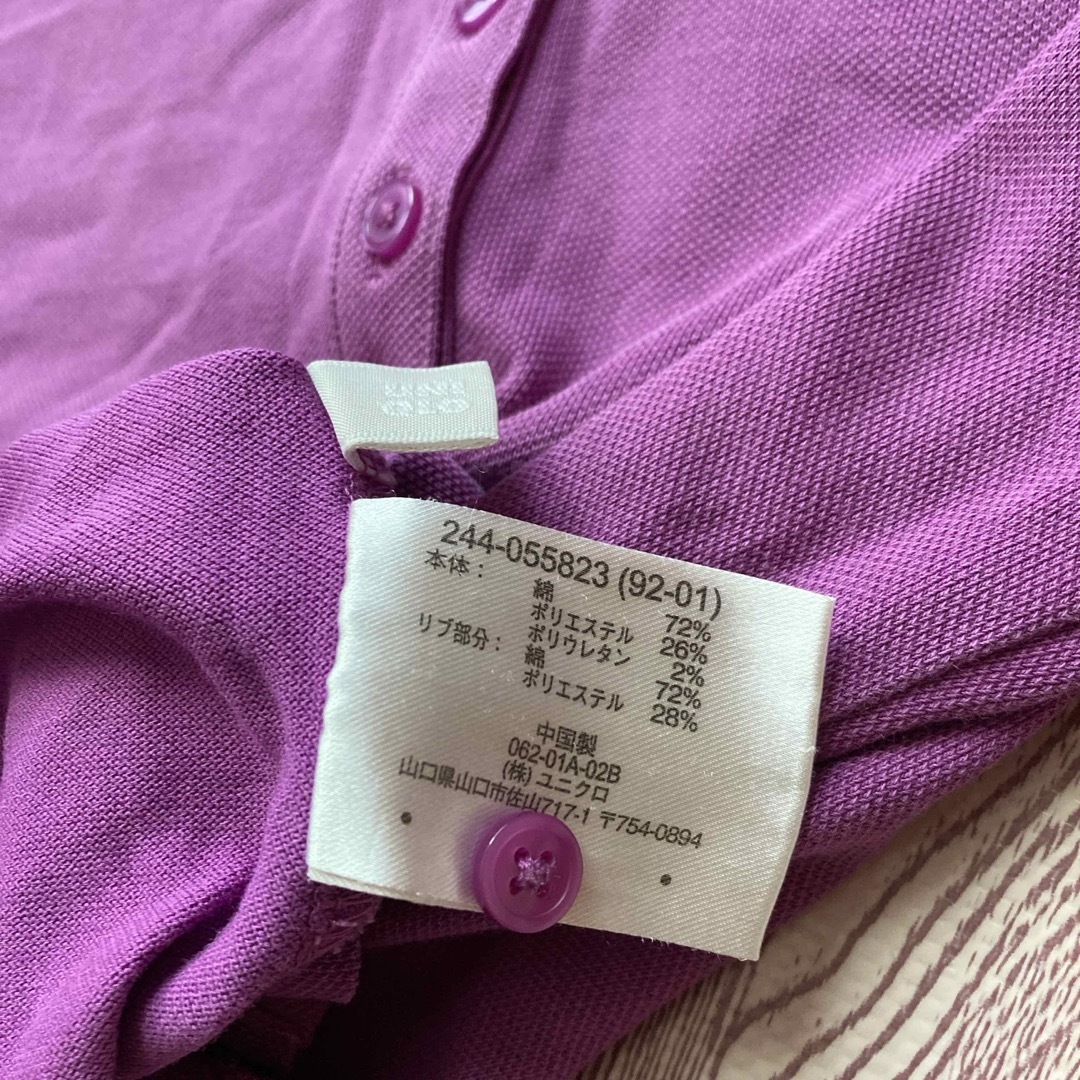 244-055823 (92-01)
本体： 綿 72%
ポリエステル 26%
ポリウレタン 2%
リブ部分： 綿 72%
ポリエステル 28%
中国製
062-01A-02B
(株) ユニクロ
山口県山口市佐山717-1 〒754-0894